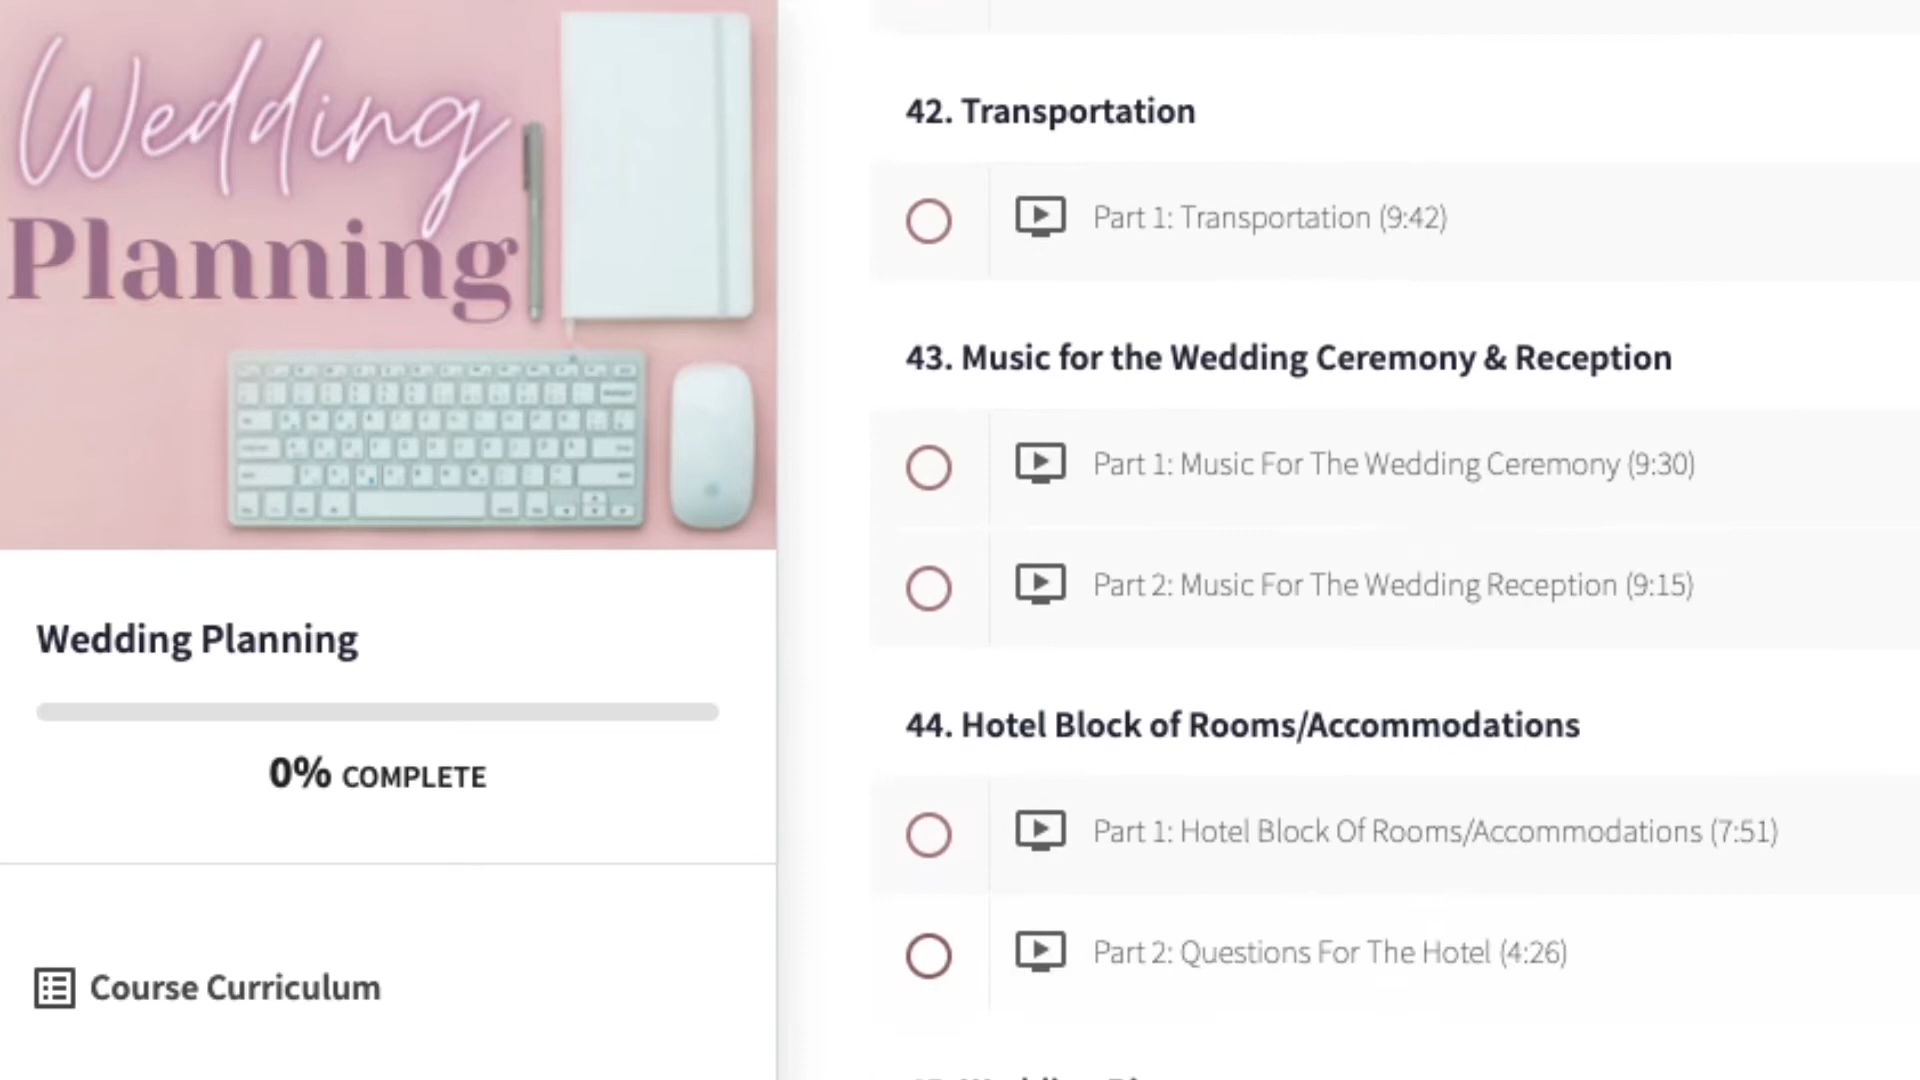 Wedding
Planning
Wedding Planning
0% COMPLETE
Course Curriculum
42. Transportation
Part 1: Transportation (9:42)
43. Music for the Wedding Ceremony & Reception
Part 1: Music For The Wedding Ceremony (9:30)
Part 2: Music For The Wedding Reception (9:15)
44. Hotel Block of Rooms/Accommodations
Part 1: Hotel Block Of Rooms/Accommodations (7:51)
Part 2: Questions For The Hotel (4:26)